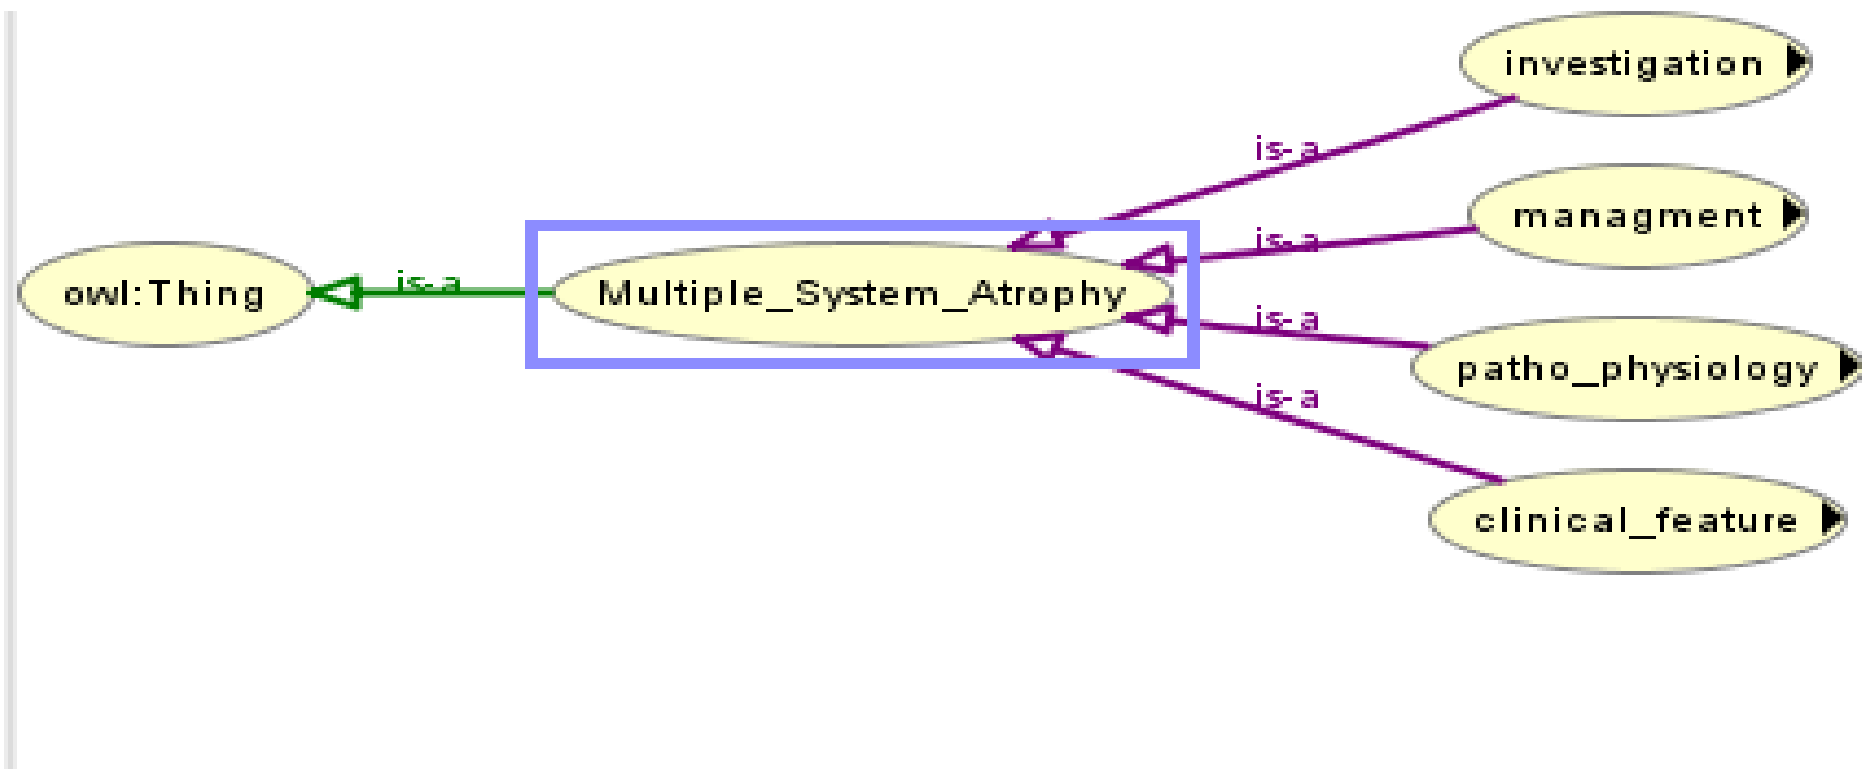 investigation
is-a
managment
is-a
owl:Thing
is-a
Multiple_System_Atrophy
is-a
patho_physiology
is-a
clinical_feature